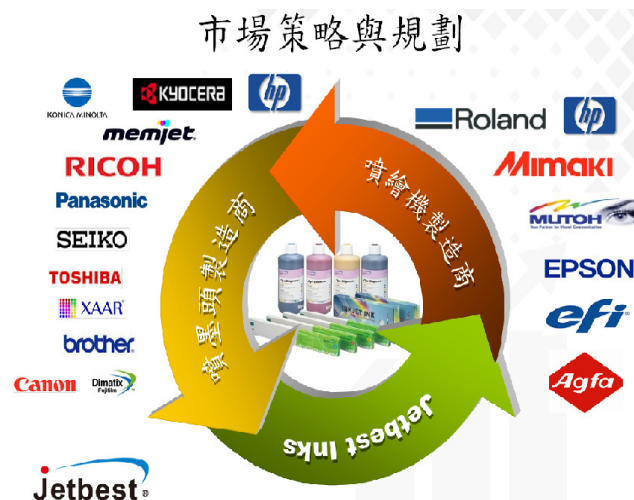 市場策略與規劃
KONICA MINOLTA
KYOCERA
hp
memjet
RICOH
Panasonic
SEIKO
TOSHIBA
XAAR
brother
Canon
Dimatix
Fujifilm
Roland
hp
Mimaki
MUTOH
EPSON
efi
Agfa
噴繪機製造商
噴墨頭製造商
Jetbest Inks
INKJET INK
Jetbest